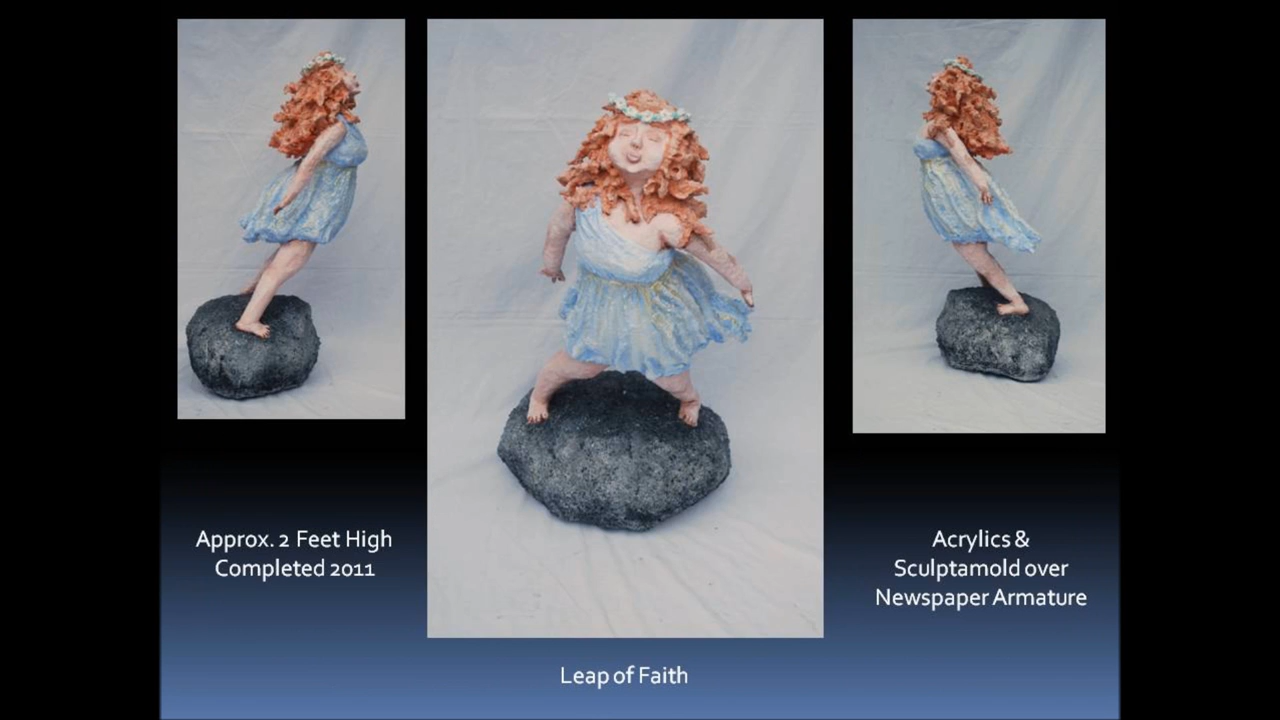 Approx. 2 Feet High
Completed 2011
Acrylics &
Sculptamold over
Newspaper Armature
Leap of Faith